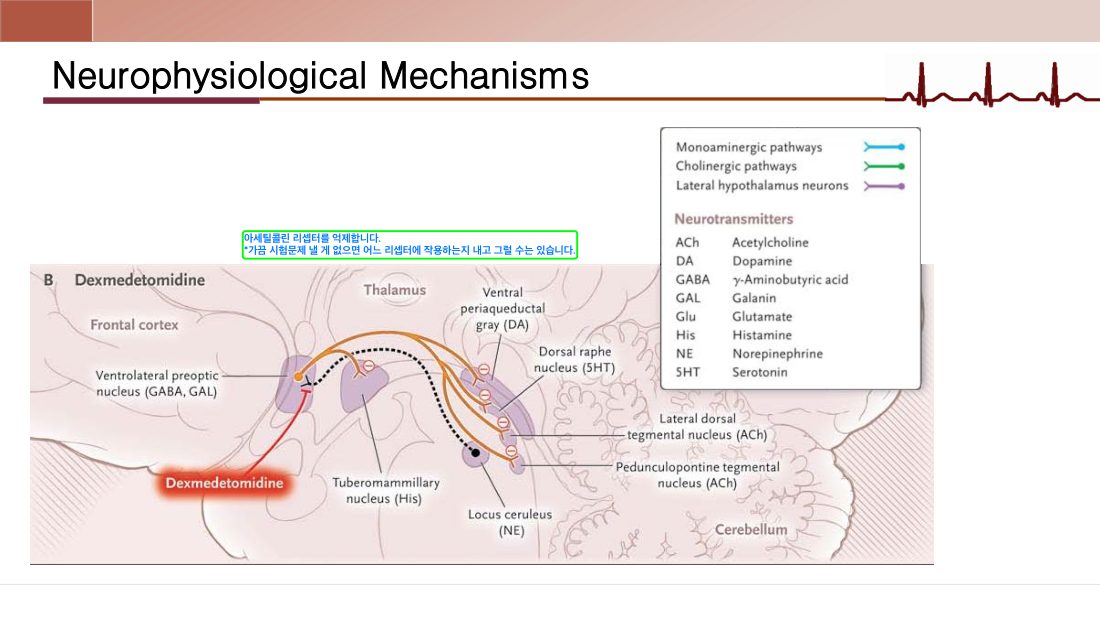 Neurophysiological Mechanisms
Monoaminergic pathways
Cholinergic pathways
Lateral hypothalamus neurons
Neurotransmitters
ACh Acetylcholine
DA Dopamine
GABA γ-Aminobutyric acid
GAL Galanin
Glu Glutamate
His Histamine
NE Norepinephrine
5HT Serotonin
아세틸콜린 리셉터를 억제합니다.
*가끔 시험문제 낼 게 없으면 어느 리셉터에 작용하는지 내고 그럴 수는 있습니다.
B Dexmedetomidine
Frontal cortex
Thalamus
Ventral
periaqueductal
gray (DA)
Dorsal raphe
nucleus (5HT)
Ventrolateral preoptic
nucleus (GABA, GAL)
Lateral dorsal
tegmental nucleus (ACh)
Pedunculopontine tegmental
nucleus (ACh)
Dexmedetomidine
Tuberomammillary
nucleus (His)
Locus ceruleus
(NE)
Cerebellum